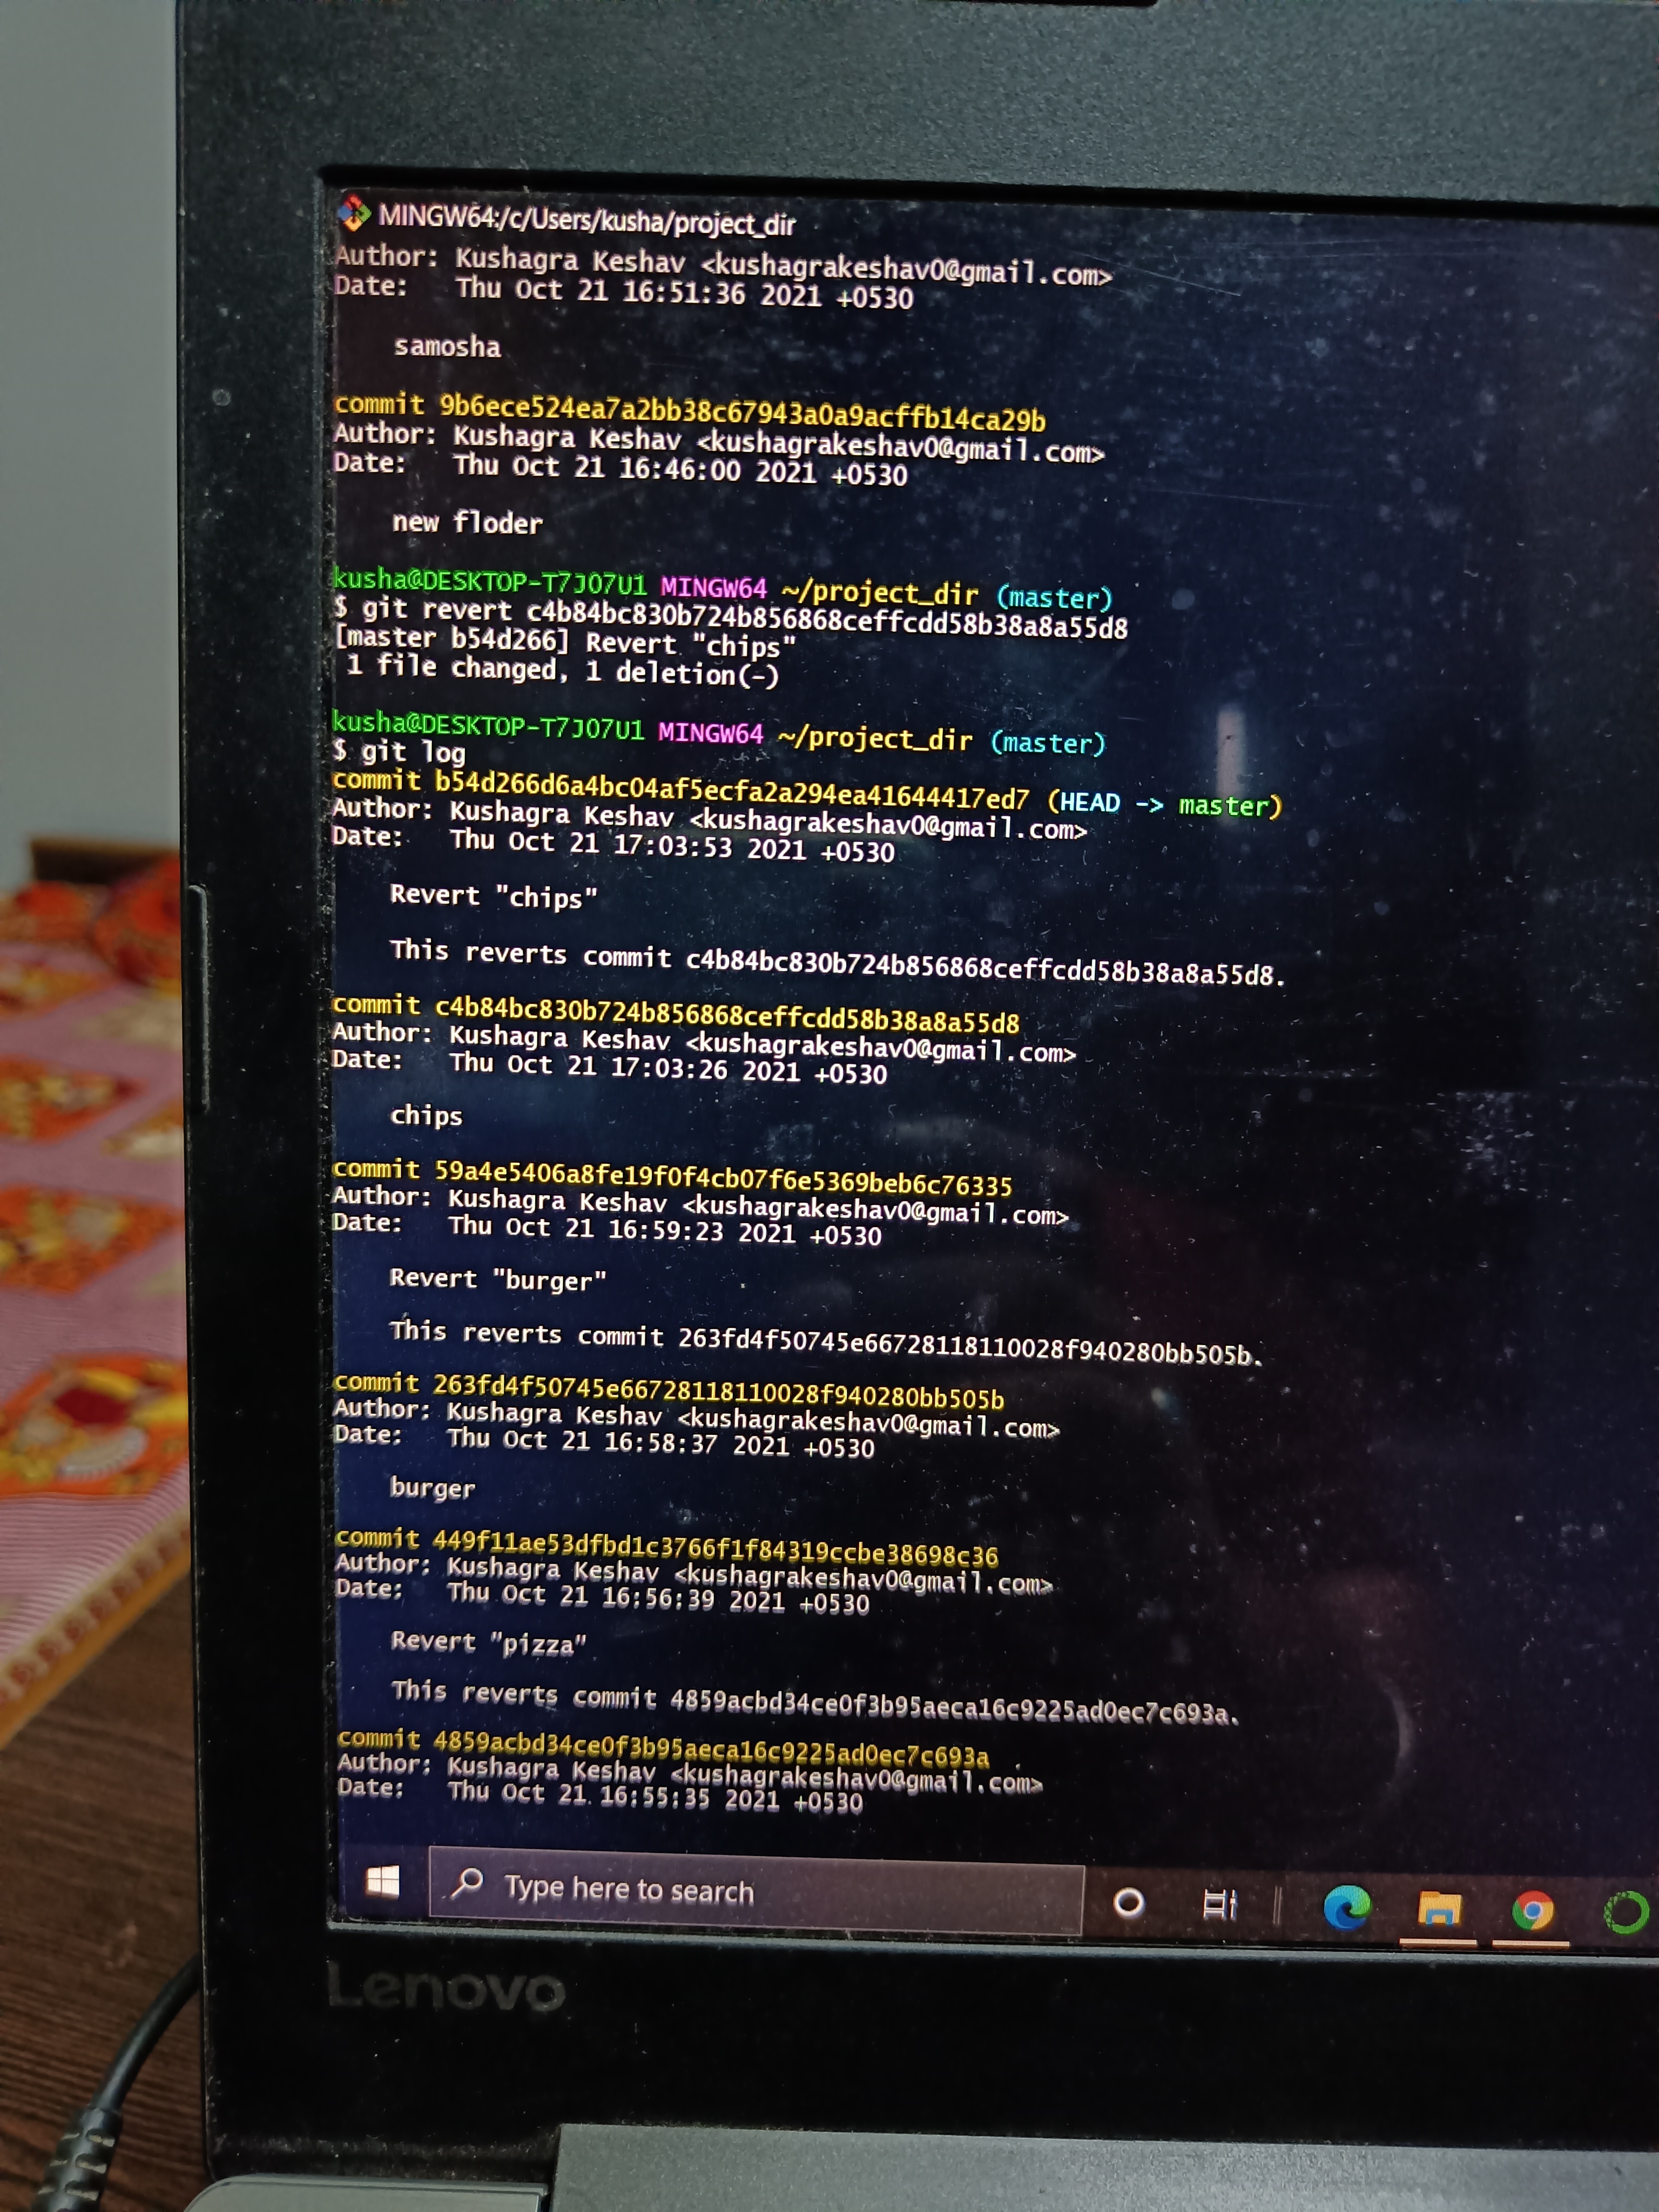 MINGW64:/c/Users/kusha/project_dir
Author: Kushagra Keshav <kushagrakeshav0@gmail.com>
Date:   Thu Oct 21 16:51:36 2021 +0530
samosha
commit 9b6ece524ea7a2bb38c67943a0a9acffb14ca29b
Author: Kushagra Keshav <kushagrakeshav0@gmail.com>
Date:   Thu Oct 21 16:46:00 2021 +0530
new floder
kusha@DESKTOP-T7J07U1 MINGW64 ~/project_dir (master)
$ git revert c4b84bc830b724b856868ceffcdd58b38a8a55d8
[master b54d266] Revert "chips"
1 file changed, 1 deletion(-)
kusha@DESKTOP-T7J07U1 MINGW64 ~/project_dir (master)
$ git log
commit b54d266d6a4bc04af5ecfa2a294ea41644417ed7 (HEAD -> master)
Author: Kushagra Keshav <kushagrakeshav0@gmail.com>
Date:   Thu Oct 21 17:03:53 2021 +0530
Revert "chips"
This reverts commit c4b84bc830b724b856868ceffcdd58b38a8a55d8.
commit c4b84bc830b724b856868ceffcdd58b38a8a55d8
Author: Kushagra Keshav <kushagrakeshav0@gmail.com>
Date:   Thu Oct 21 17:03:26 2021 +0530
chips
commit 59a4e5406a8fe19f0f4cb07f6e5369beb6c76335
Author: Kushagra Keshav <kushagrakeshav0@gmail.com>
Date:   Thu Oct 21 16:59:23 2021 +0530
Revert "burger"
This reverts commit 263fd4f50745e66728118110028f940280bb505b.
commit 263fd4f50745e66728118110028f940280bb505b
Author: Kushagra Keshav <kushagrakeshav0@gmail.com>
Date:   Thu Oct 21 16:58:37 2021 +0530
burger
commit 449f11ae53dfbd1c3766f1f84319ccbe38698c36
Author: Kushagra Keshav <kushagrakeshav0@gmail.com>
Date:   Thu Oct 21 16:56:39 2021 +0530
Revert "pizza"
This reverts commit 4859acbd34ce0f3b95aeca16c9225ad0ec7c693a.
commit 4859acbd34ce0f3b95aeca16c9225ad0ec7c693a
Author: Kushagra Keshav <kushagrakeshav0@gmail.com>
Date:   Thu Oct 21 16:55:35 2021 +0530
Type here to search
Lenovo